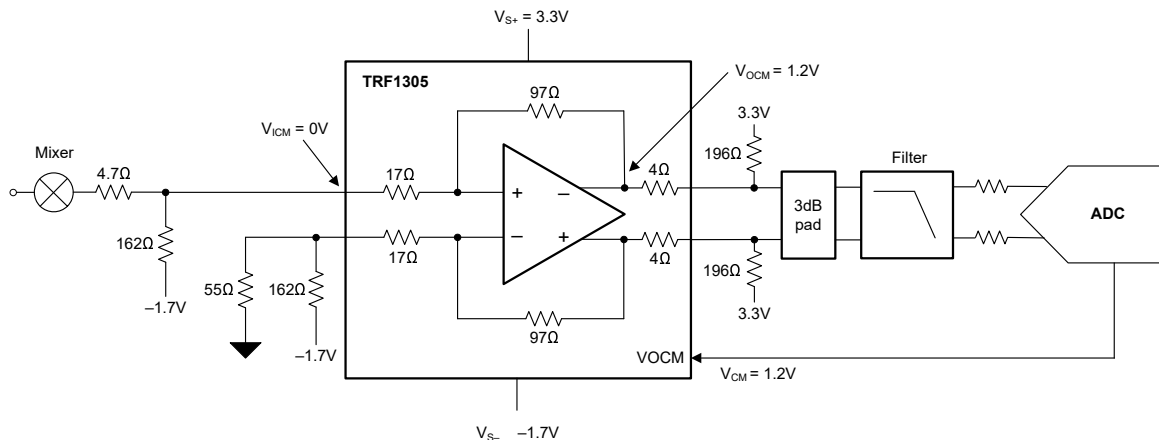 V_S+ = 3.3V
TRF1305
V_OCM = 1.2V
97Ω
V_ICM = 0V
3.3V
Mixer
4.7Ω
17Ω
4Ω
196Ω
Filter
+
−
3dB
pad
ADC
162Ω
−
+
17Ω
4Ω
−1.7V
55Ω
162Ω
196Ω
−1.7V
97Ω
3.3V
VOCM
V_CM = 1.2V
V_S− −1.7V